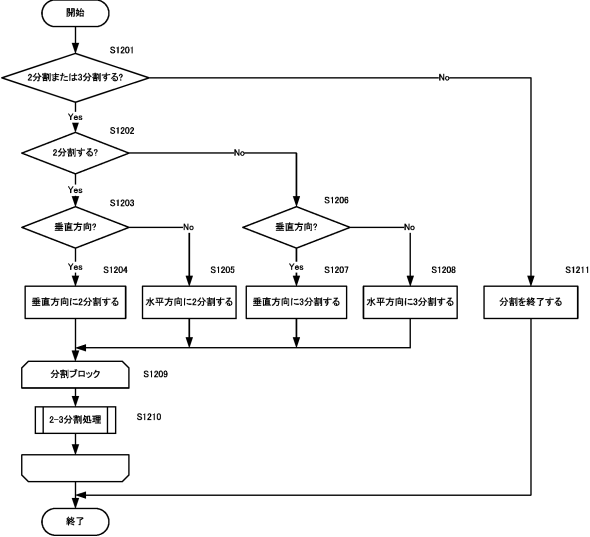 開始
S1201
2分割または3分割する?
No
Yes
S1202
2分割する?
No
Yes
S1203
垂直方向?
No
Yes
S1206
垂直方向?
No
Yes
S1204
垂直方向に2分割する
S1205
水平方向に2分割する
S1207
垂直方向に3分割する
S1208
水平方向に3分割する
S1211
分割を終了する
分割ブロック
S1209
2-3分割処理
S1210
終了